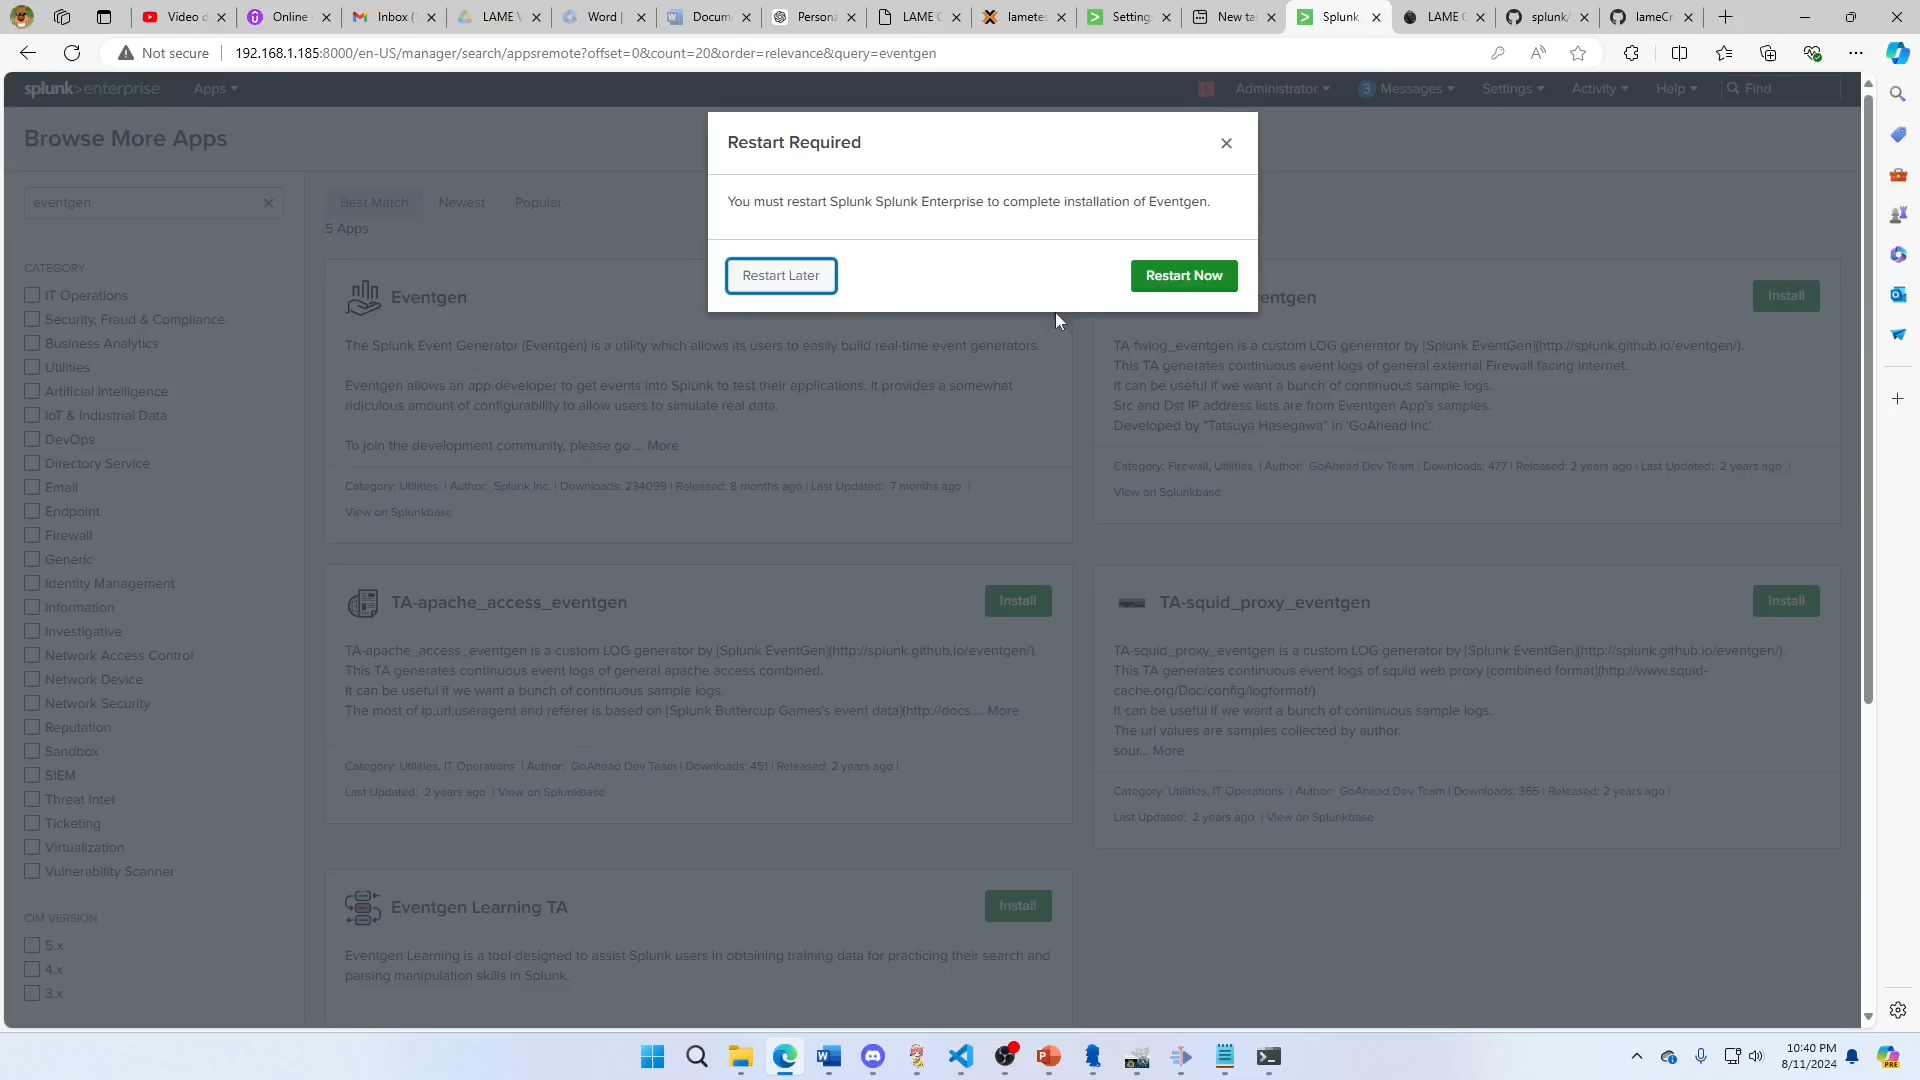 Video d
Online
Inbox (
LAME V
Word |
Docum
Persona
LAME C
lametes
Setting
New ta
Splunk
LAME C
splunk/
lameCr
Not secure
192.168.1.185:8000/en-US/manager/search/appsremote?offset=0&count=20&order=relevance&query=eventgen
splunk>enterprise
Apps
!
Administrator
3 Messages
Settings
Activity
Help
Find
Browse More Apps
Restart Required
You must restart Splunk Splunk Enterprise to complete installation of Eventgen.
Restart Later
Restart Now
eventgen
Best Match
Newest
Popular
5 Apps
CATEGORY
IT Operations
Security, Fraud & Compliance
Business Analytics
Utilities
Artificial Intelligence
IoT & Industrial Data
DevOps
Directory Service
Email
Endpoint
Firewall
Generic
Identity Management
Information
Investigative
Network Access Control
Network Device
Network Security
Reputation
Sandbox
SIEM
Threat Intel
Ticketing
Virtualization
Vulnerability Scanner
CIM VERSION
5.x
4.x
3.x
Eventgen
The Splunk Event Generator (Eventgen) is a utility which allows its users to easily build real-time event generators.
Eventgen allows an app developer to get events into Splunk to test their applications. It provides a somewhat
ridiculous amount of configurability to allow users to simulate real data.
To join the development community, please go ... More
Category: Utilities | Author: Splunk Inc. | Downloads: 234099 | Released: 8 months ago | Last Updated: 7 months ago |
View on Splunkbase
entgen
Install
TA-fwlog_eventgen is a custom LOG generator by [Splunk EventGen](http://splunk.github.io/eventgen/).
This TA generates continuous event logs of general external Firewall facing internet.
It can be useful if we want a bunch of continuous sample logs.
Src and Dst IP address lists are from Eventgen App's samples.
Developed by "Tatsuya Hasegawa" in 'GoAhead Inc'.
Category: Firewall, Utilities | Author: GoAhead Dev Team | Downloads: 477 | Released: 2 years ago | Last Updated: 2 years ago |
View on Splunkbase
TA-apache_access_eventgen
Install
TA-apache_access_eventgen is a custom LOG generator by [Splunk EventGen](http://splunk.github.io/eventgen/).
This TA generates continuous event logs of general apache access combined.
It can be useful if we want a bunch of continuous sample logs.
The most of ip,url,useragent and referer is based on [Splunk Buttercup Games's event data](http://docs.... More
Category: Utilities, IT Operations | Author: GoAhead Dev Team | Downloads: 451 | Released: 2 years ago |
Last Updated: 2 years ago | View on Splunkbase
TA-squid_proxy_eventgen
Install
TA-squid_proxy_eventgen is a custom LOG generator by [Splunk EventGen](http://splunk.github.io/eventgen/).
This TA generates continuous event logs of squid web proxy [combined format](http://www.squid-
cache.org/Doc/config/logformat/).
It can be useful if we want a bunch of continuous sample logs.
The url values are samples collected by author.
sour... More
Category: Utilities, IT Operations | Author: GoAhead Dev Team | Downloads: 365 | Released: 2 years ago |
Last Updated: 2 years ago | View on Splunkbase
Eventgen Learning TA
Install
Eventgen Learning is a tool designed to assist Splunk users in obtaining training data for practicing their search and
parsing manipulation skills in Splunk.
10:40 PM
8/11/2024